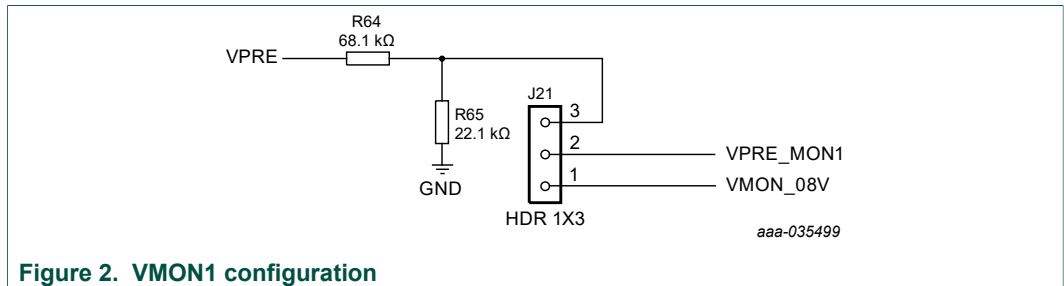 R64
68.1 kΩ
VPRE
J21
3
R65
22.1 kΩ
2
VPRE_MON1
1
VMON_08V
GND
HDR 1X3
aaa-035499
Figure 2. VMON1 configuration